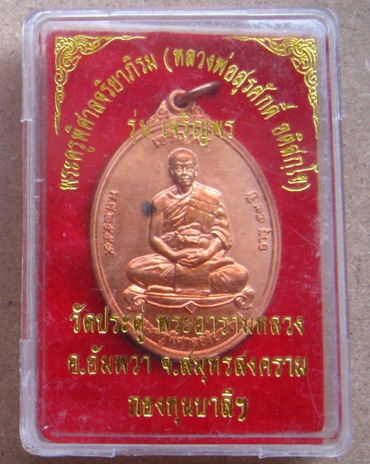 พระครูพิศาลจริยาภิรม (หลวงพ่อสุรศักดิ์ อติสกฺโข)
รุ่น เจริญพร
วัดประดู่ พระอารามหลวง
อ.อัมพวา จ.สมุทรสงคราม
กองทุนบาลีฯ